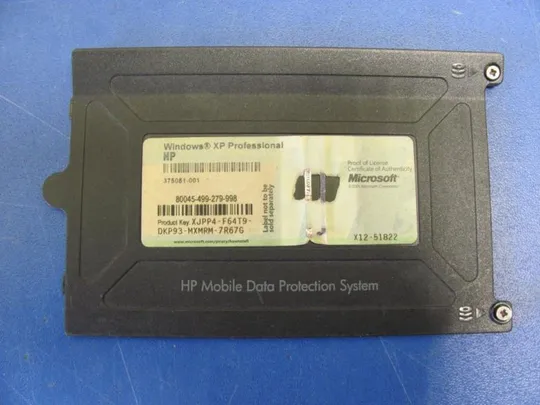 Windows® XP Professional
HP
375081-001
80045-499-279-998
Product Key: XJPP4-F64T9-
DKP93-MXMRM-7R67G
Label not to be
sold separately
Proof of License
Certificate of Authenticity
Microsoft®
X12-51822
HP Mobile Data Protection System